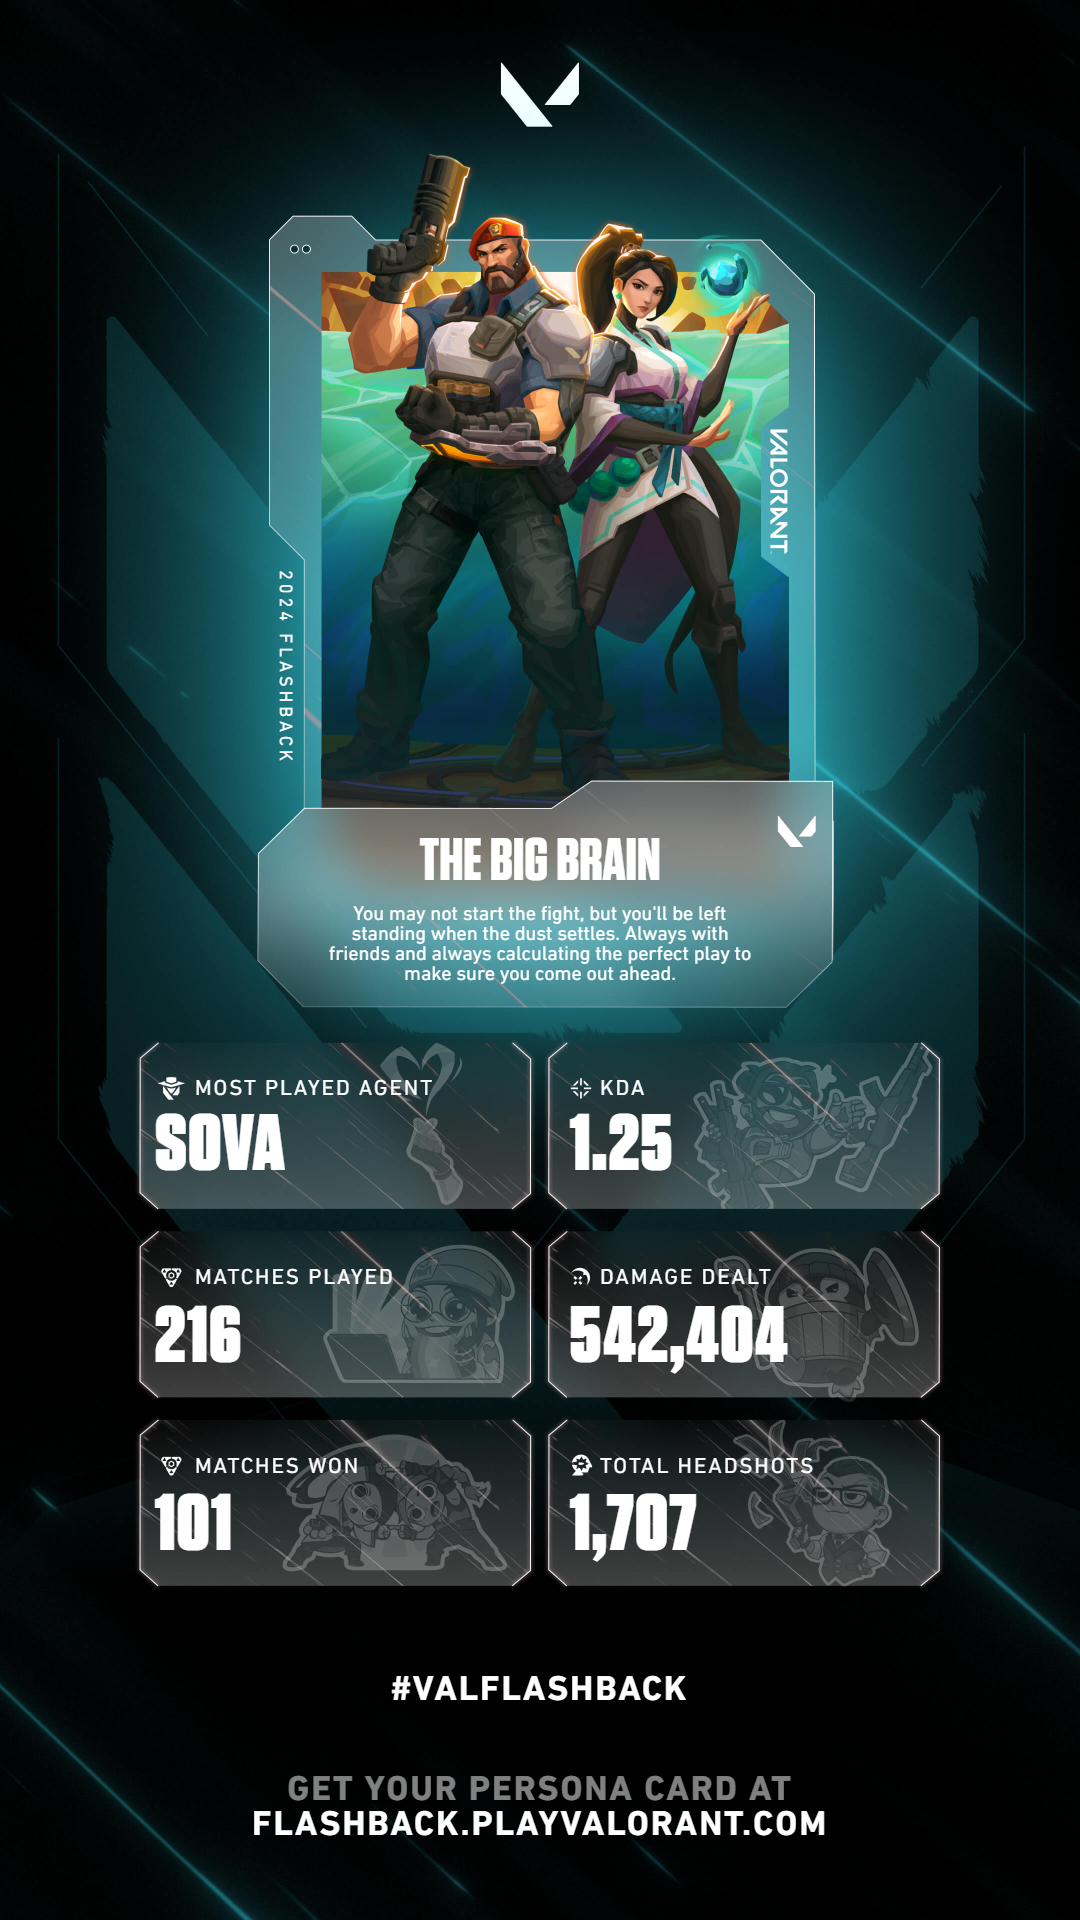 VALORANT
2024 FLASHBACK
THE BIG BRAIN
You may not start the fight, but you'll be left
standing when the dust settles. Always with
friends and always calculating the perfect play to
make sure you come out ahead.
MOST PLAYED AGENT
SOVA
KDA
1.25
MATCHES PLAYED
216
DAMAGE DEALT
542,404
MATCHES WON
101
TOTAL HEADSHOTS
1,707
#VALFLASHBACK
GET YOUR PERSONA CARD AT
FLASHBACK.PLAYVALORANT.COM